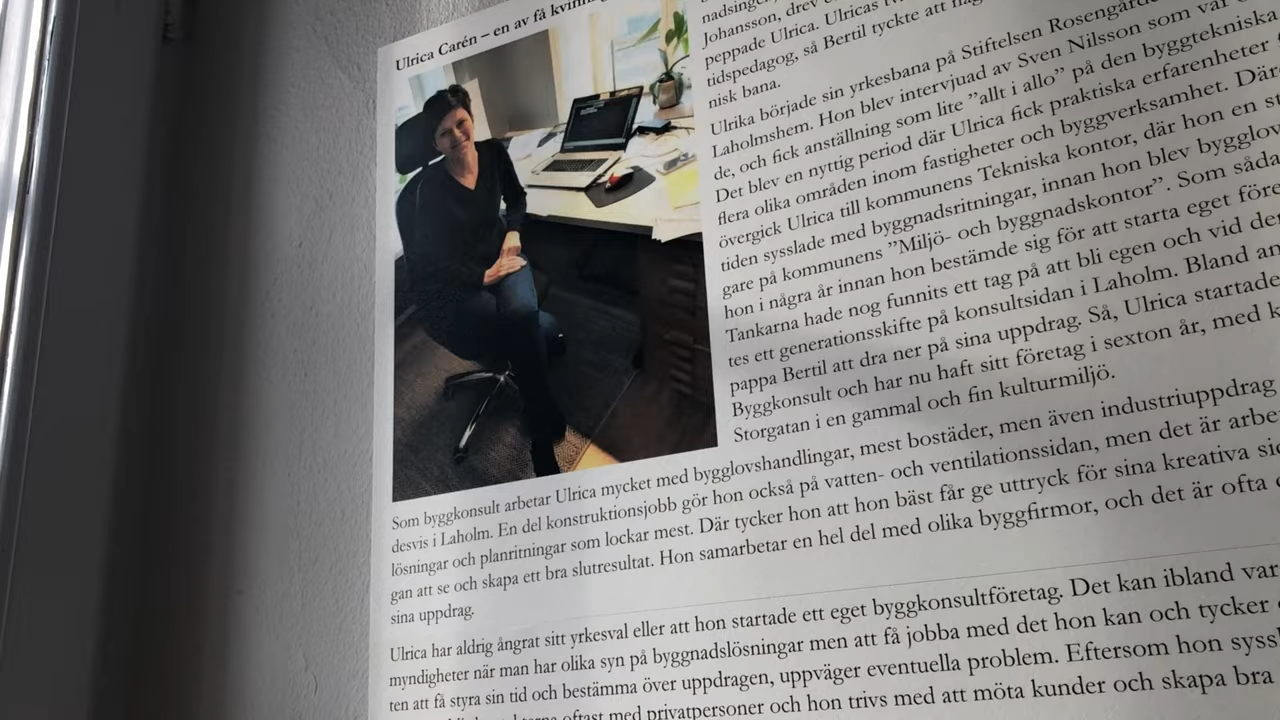 Ulrica Carén – en av få
Johansson, drev
peppade Ulrica. Ulricas
tidspedagog, så Bertil tyckte att
nisk bana.
Ulrika började sin yrkesbana på Stiftelsen
Laholmshem. Hon blev intervjuad av Sven Nilsson som var
de, och fick anställning som lite ”allt i allo” på den byggtekniska
Det blev en nyttig period där Ulrica fick praktiska erfarenheter
flera olika områden inom fastigheter och byggverksamhet.
övergick Ulrica till kommunens Tekniska kontor, där hon en
tiden sysslade med byggnadsritningar, innan hon blev
gare på kommunens ”Miljö- och byggnadskontor”. Som
hon i några år innan hon bestämde sig för att starta eget
Tankarna hade nog funnits ett tag på att bli egen och vid
tes ett generationsskifte på konsultsidan i Laholm. Bland
pappa Bertil att dra ner på sina uppdrag. Så, Ulrica startade
Byggkonsult och har nu haft sitt företag i sexton år, med
Storgatan i en gammal och fin kulturmiljö.
Som byggkonsult arbetar Ulrica mycket med bygglovshandlingar, mest bostäder, men även industriuppdrag
desvis i Laholm. En del konstruktionsjobb gör hon också på vatten- och ventilationssidan, men det är
lösningar och planritningar som lockar mest. Där tycker hon att hon bäst får ge uttryck för sina kreativa
gan att se och skapa ett bra slutresultat. Hon samarbetar en hel del med olika byggfirmor, och det är ofta
sina uppdrag.
Ulrica har aldrig ångrat sitt yrkesval eller att hon startade ett eget byggkonsultföretag. Det kan ibland
myndigheter när man har olika syn på byggnadslösningar men att få jobba med det hon kan och tycker
ten att få styra sin tid och bestämma över uppdragen, uppväger eventuella problem. Eftersom hon
oftast med privatpersoner och hon trivs med att möta kunder och skapa bra